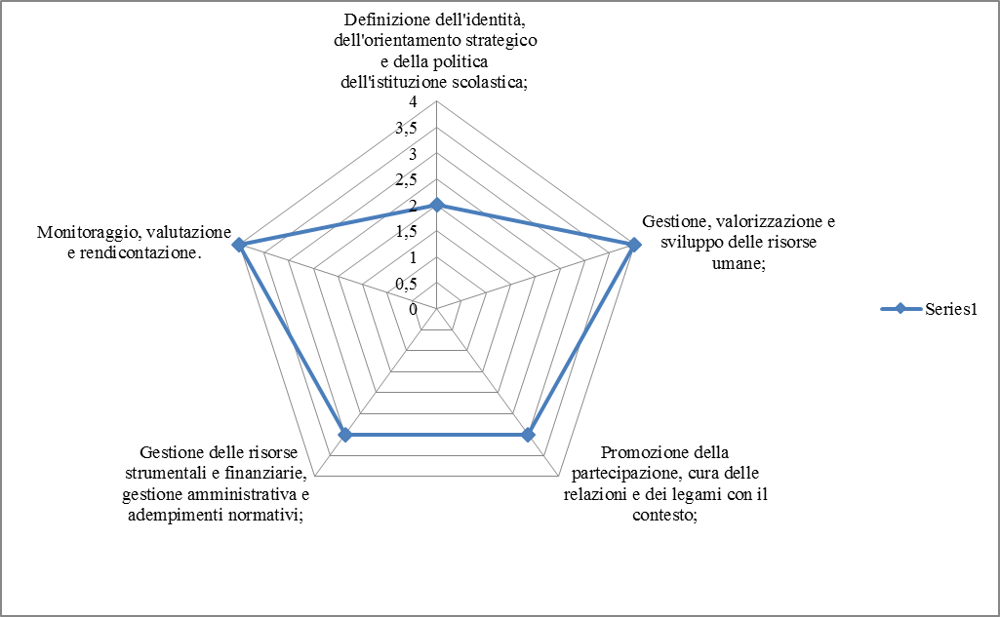 Definizione dell'identità,
dell'orientamento strategico
e della politica
dell'istituzione scolastica;
4
3,5
3
2,5
2
1,5
1
0,5
0
Gestione, valorizzazione e
sviluppo delle risorse
umane;
Promozione della
partecipazione, cura delle
relazioni e dei legami con il
contesto;
Gestione delle risorse
strumentali e finanziarie,
gestione amministrativa e
adempimenti normativi;
Monitoraggio, valutazione
e rendicontazione.
Series1